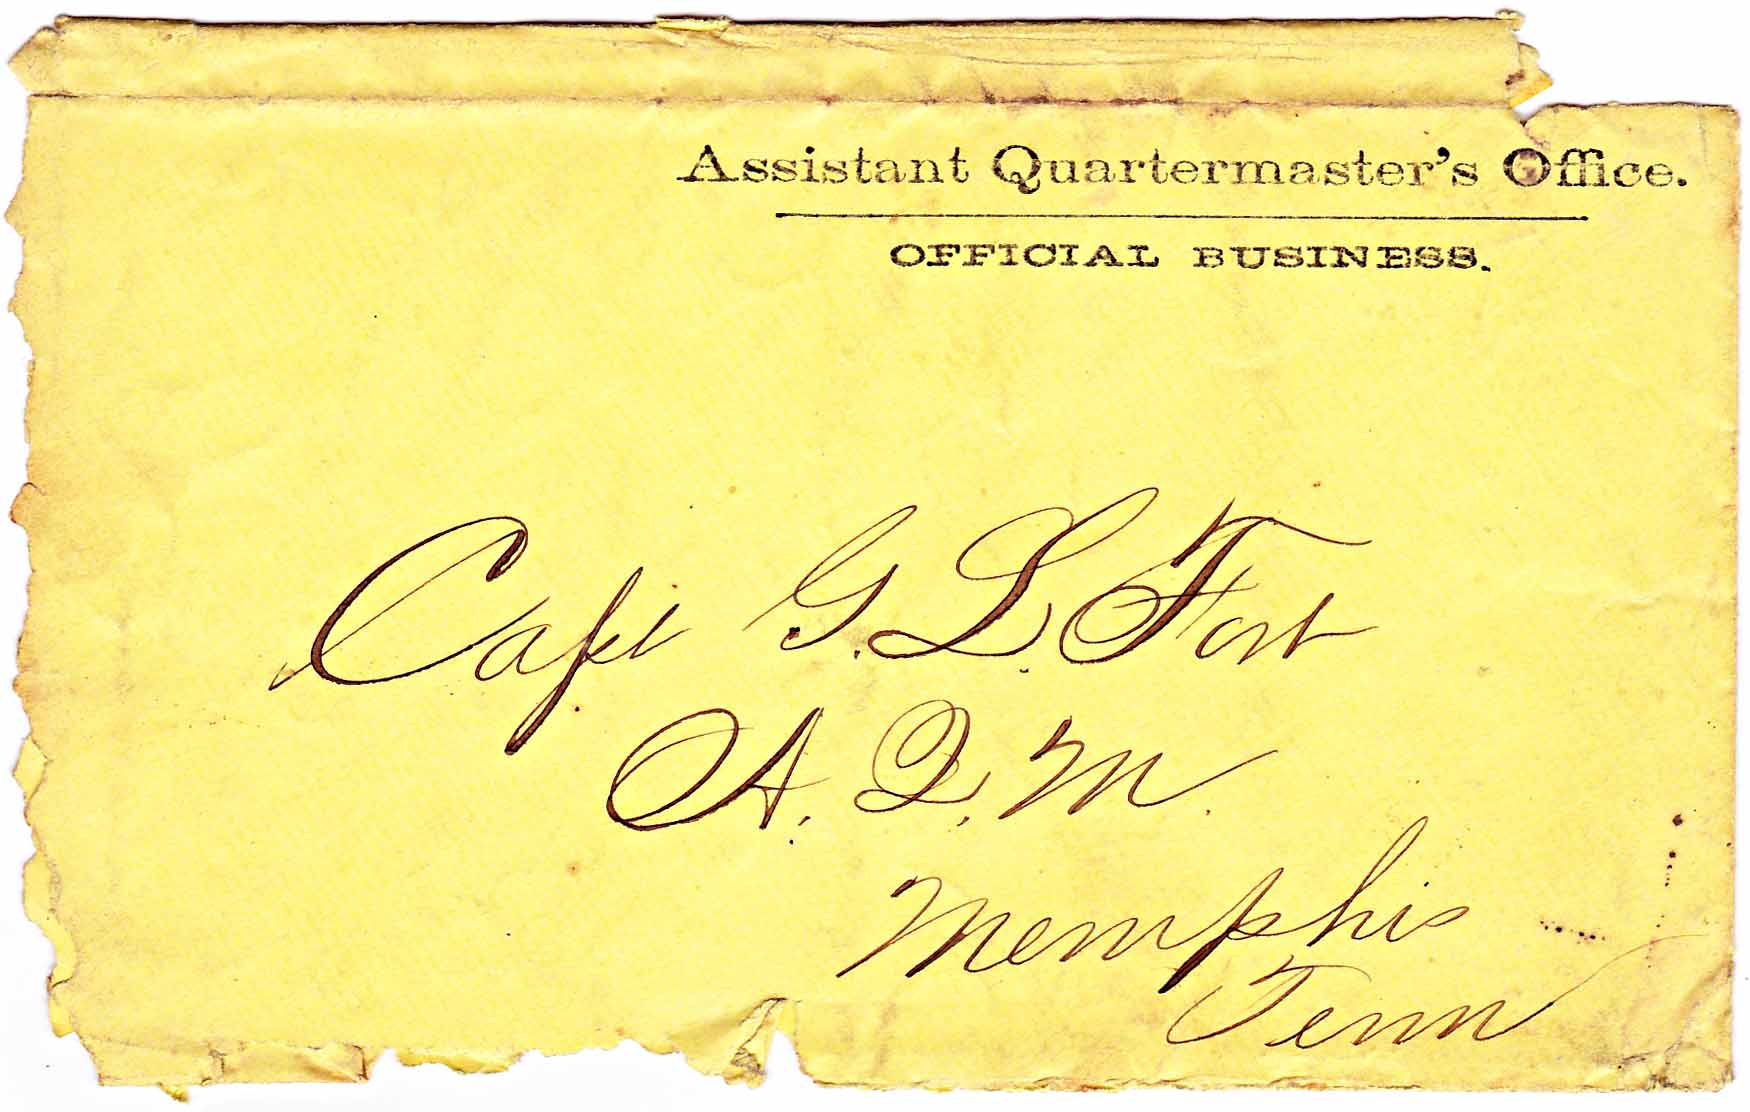 Assistant Quartermaster's Office.
OFFICIAL BUSINESS.
Capt G. L. Fort
A. Q. M.
Memphis
Tenn